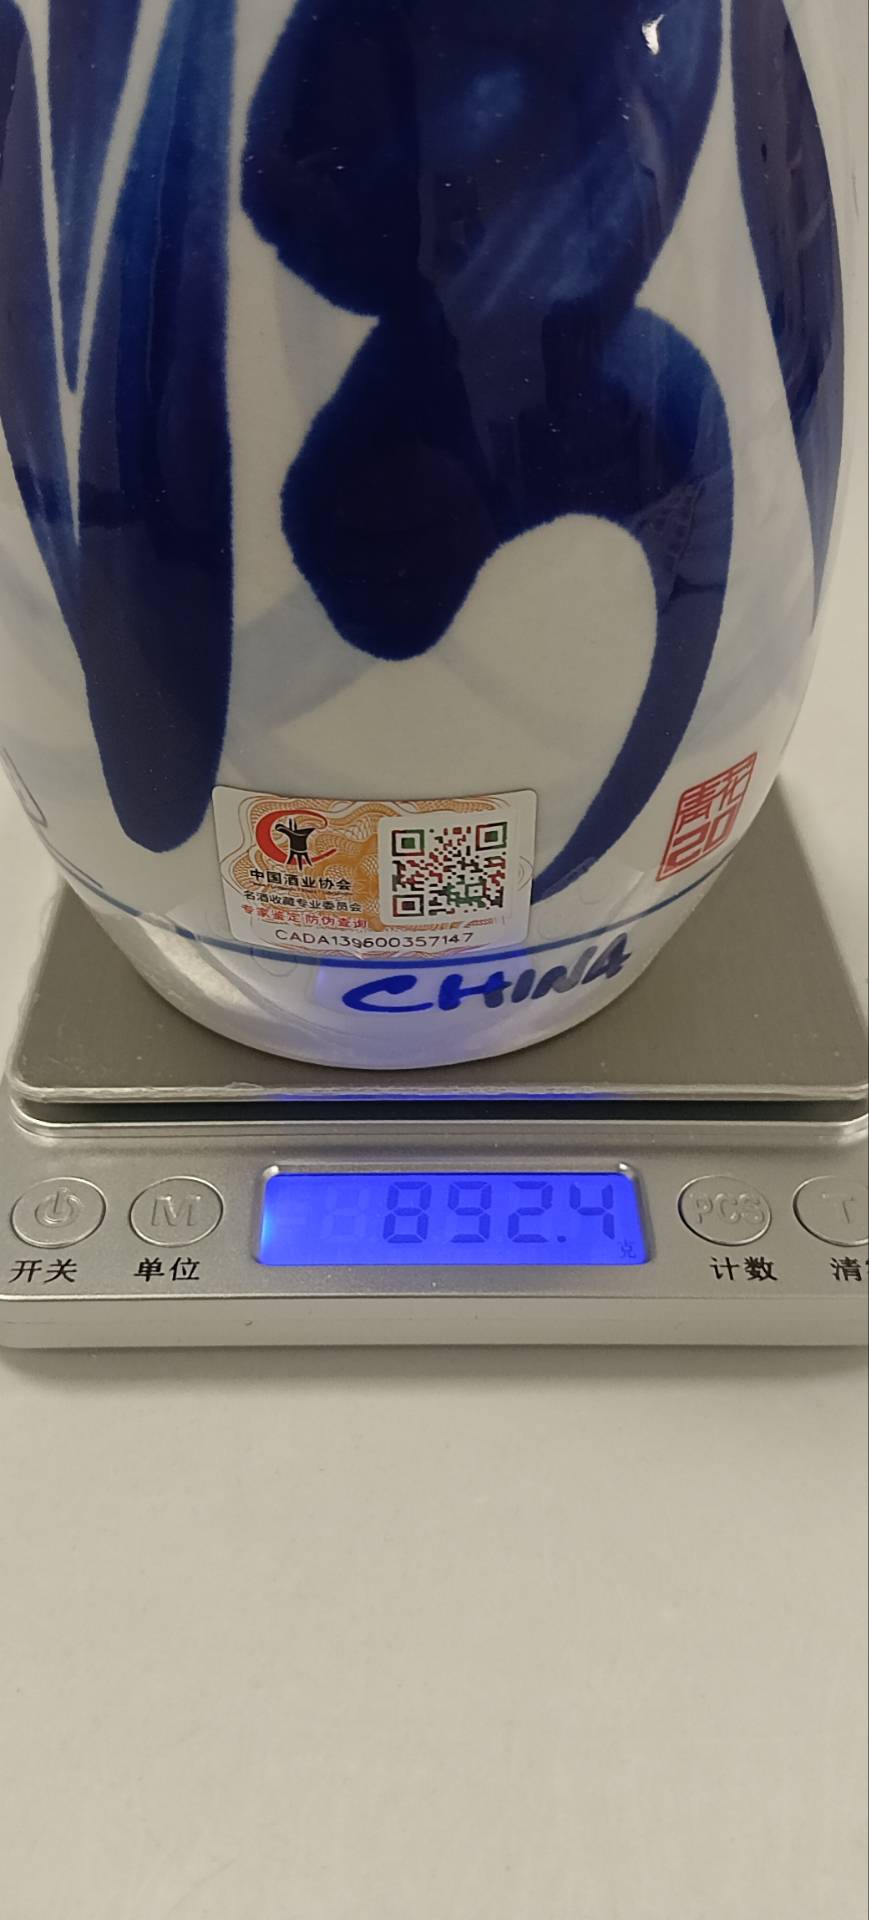 中国酒业协会
名酒收藏专业委员会
专家鉴定 防伪查询
CADA139600357147
青花
20
CHINA
892.4
克
M
PCS
T
开关
单位
计数
清